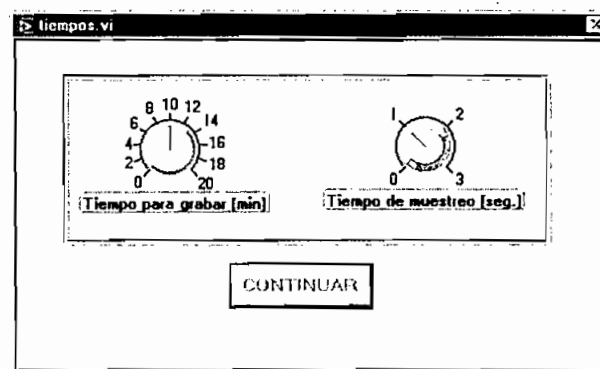 tiempos.vi
0 2 4 6 8 10 12 14 16 18 20
Tiempo para grabar [min]
0 1 2 3
Tiempo de muestreo [seg.]
CONTINUAR